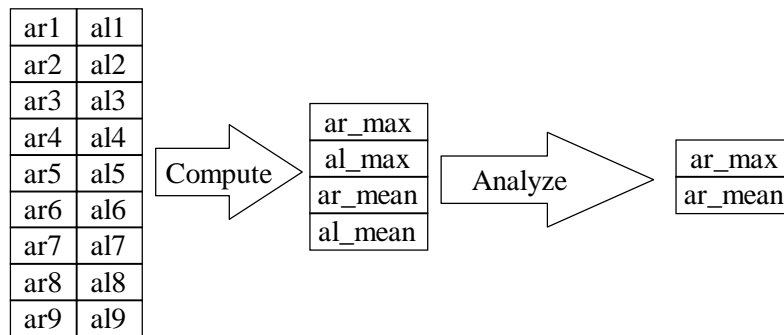 ar1 al1
ar2 al2
ar3 al3
ar4 al4
ar5 al5
ar6 al6
ar7 al7
ar8 al8
ar9 al9
Compute
ar_max
al_max
ar_mean
al_mean
Analyze
ar_max
ar_mean